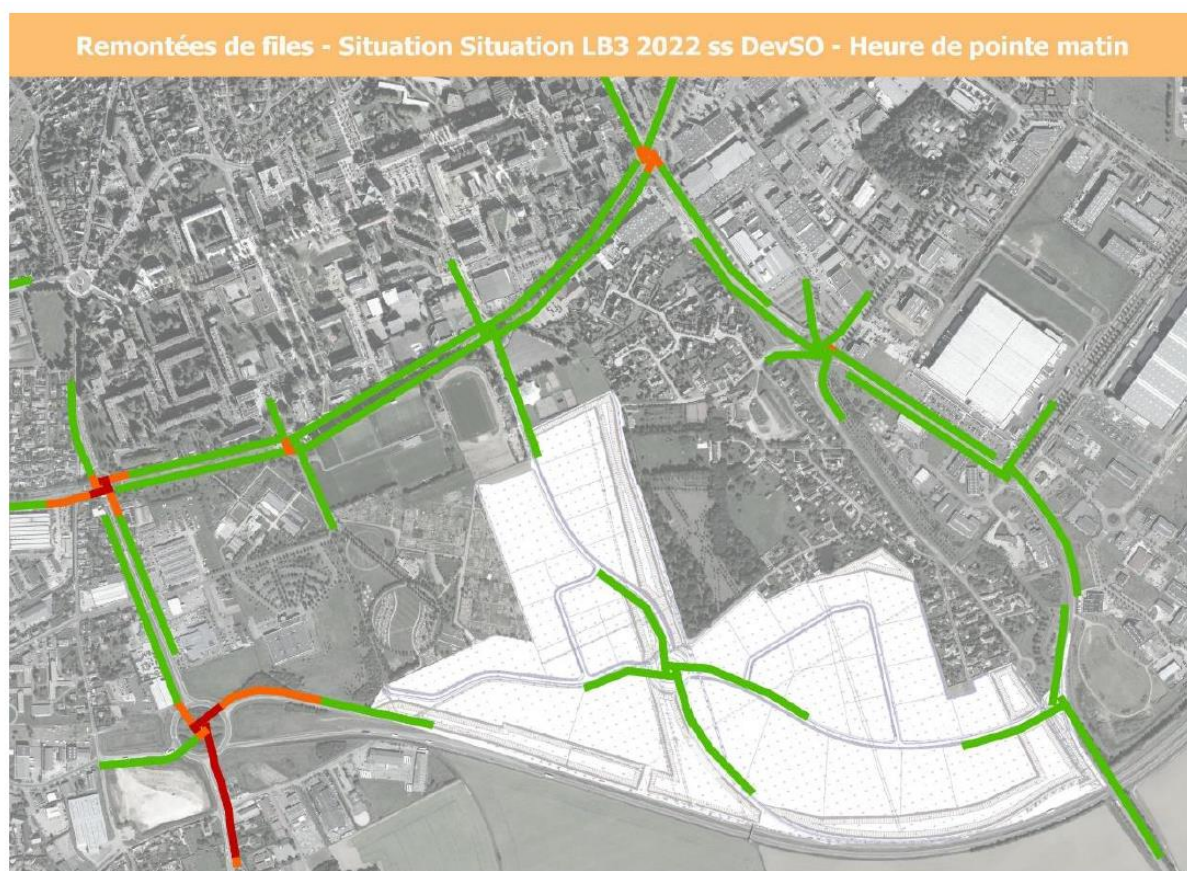 Remontées de files - Situation Situation LB3 2022 ss DevSO - Heure de pointe matin